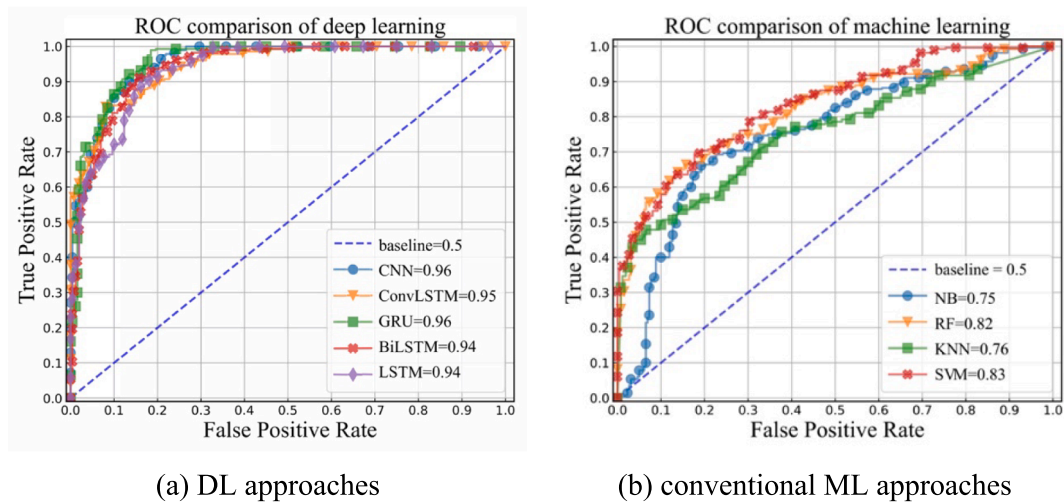 ROC comparison of deep learning
True Positive Rate
1.0
0.9
0.8
0.7
0.6
0.5
0.4
0.3
0.2
0.1
0.0
baseline=0.5
CNN=0.96
ConvLSTM=0.95
GRU=0.96
BiLSTM=0.94
LSTM=0.94
0.0 0.1 0.2 0.3 0.4 0.5 0.6 0.7 0.8 0.9 1.0
False Positive Rate
(a) DL approaches
ROC comparison of machine learning
True Positive Rate
1.0
0.9
0.8
0.7
0.6
0.5
0.4
0.3
0.2
0.1
0.0
baseline = 0.5
NB=0.75
RF=0.82
KNN=0.76
SVM=0.83
0.0 0.1 0.2 0.3 0.4 0.5 0.6 0.7 0.8 0.9 1.0
False Positive Rate
(b) conventional ML approaches